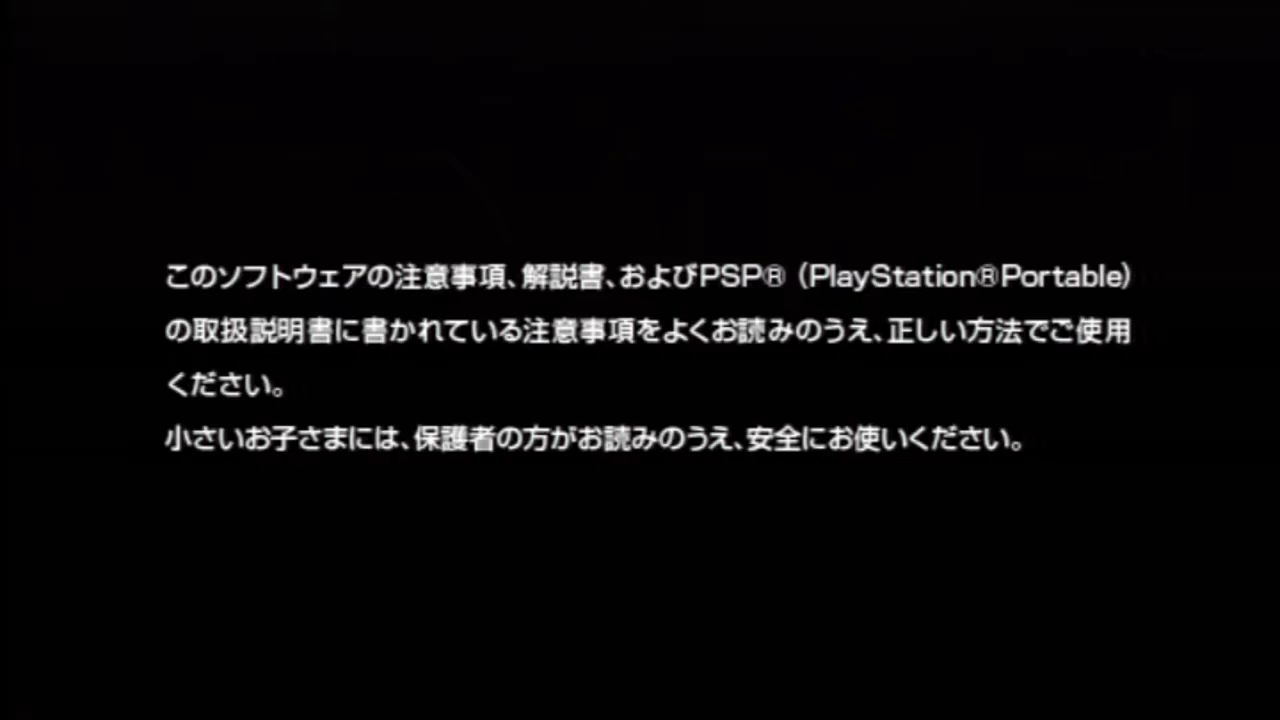 このソフトウェアの注意事項、解説書、およびPSP®（PlayStation®Portable）
の取扱説明書に書かれている注意事項をよくお読みのうえ、正しい方法でご使用
ください。
小さいお子さまには、保護者の方がお読みのうえ、安全にお使いください。